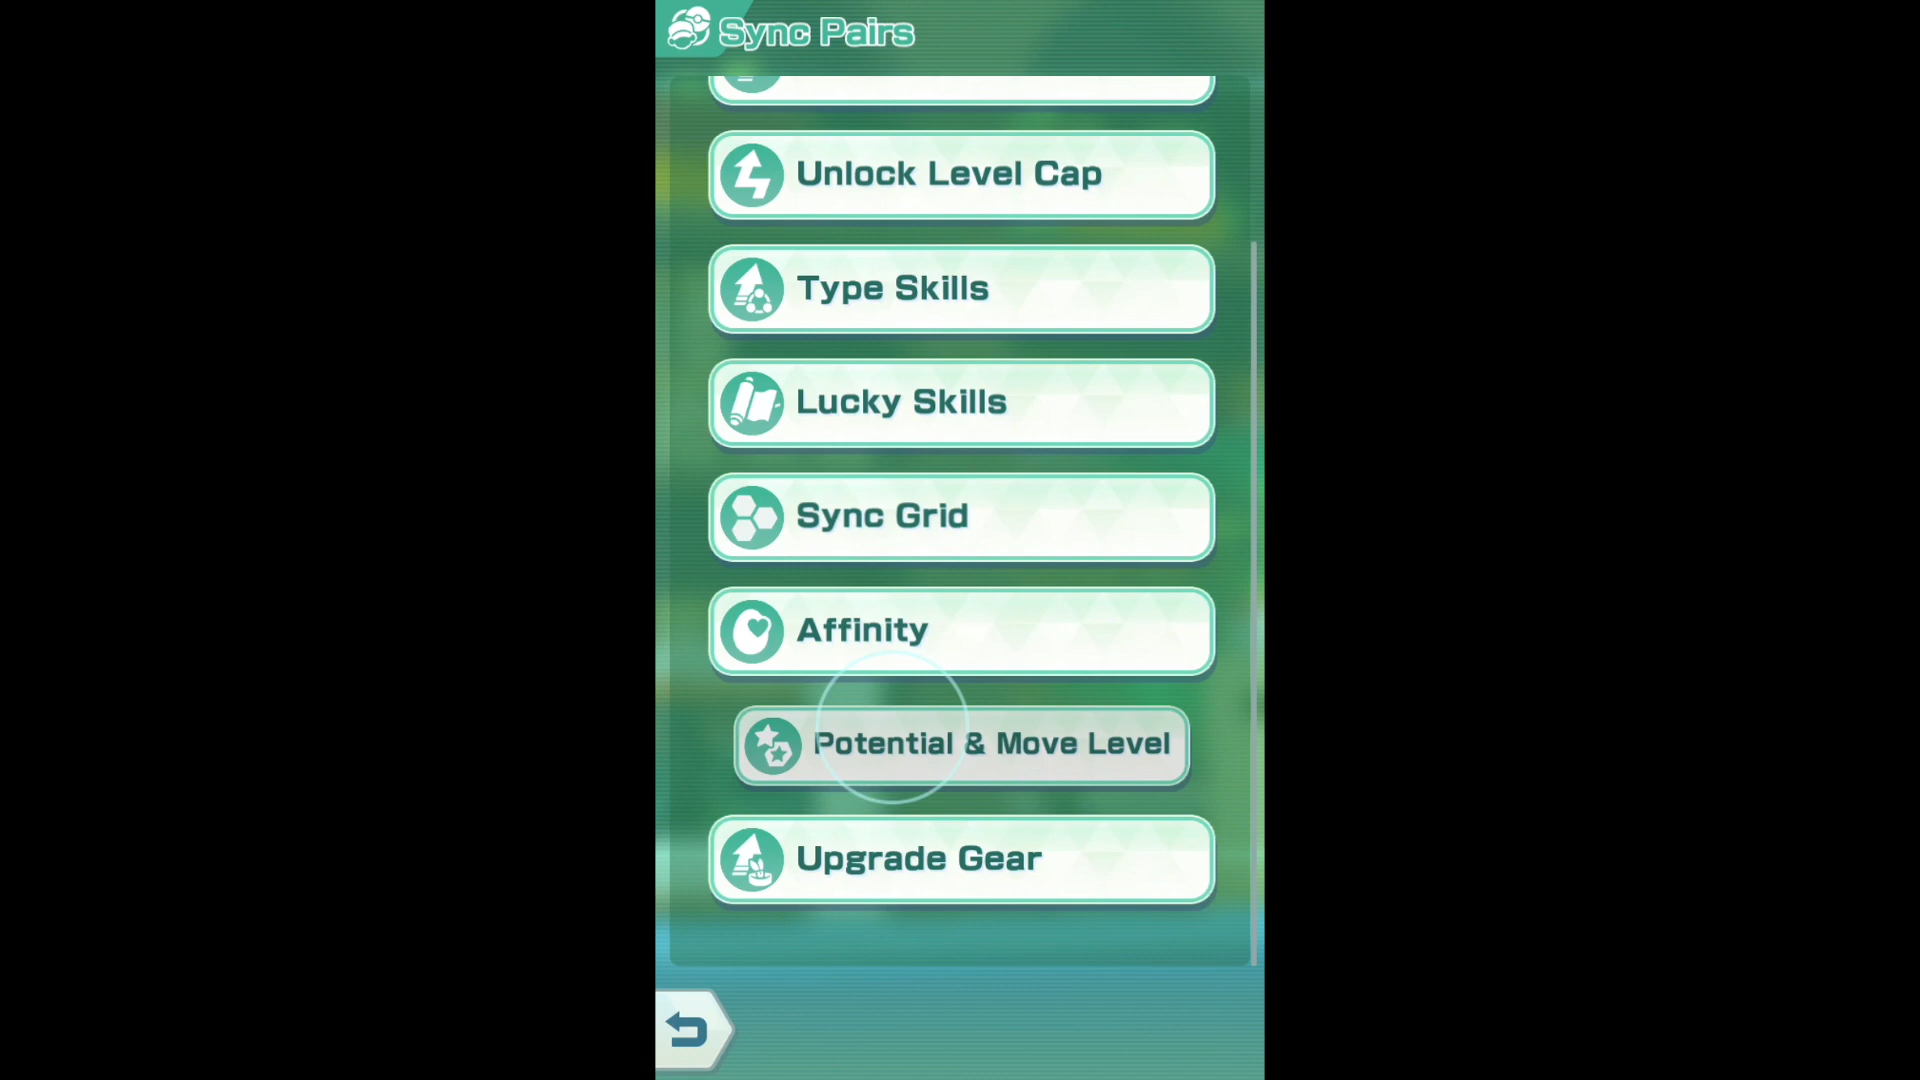 Sync Pairs
Unlock Level Cap
Type Skills
Lucky Skills
Sync Grid
Affinity
Potential & Move Level
Upgrade Gear